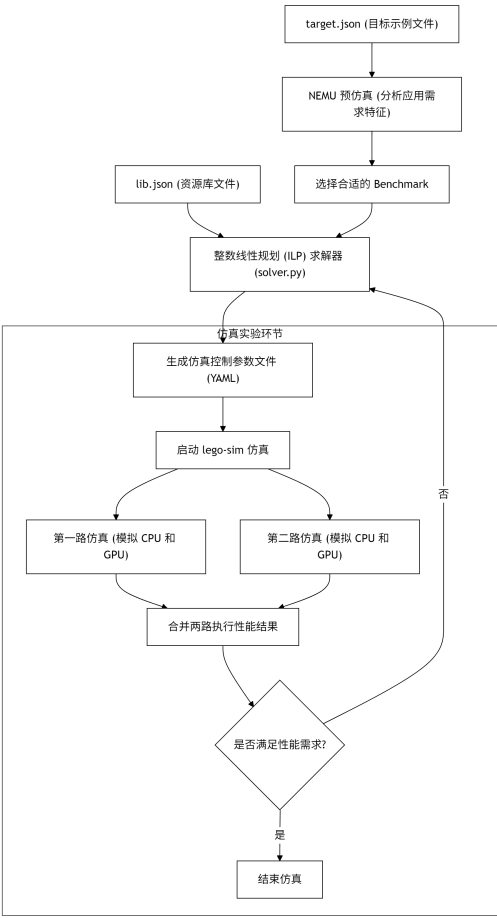 target.json (目标示例文件)
NEMU 预仿真 (分析应用需
求特征)
lib.json (资源库文件)
选择合适的 Benchmark
整数线性规划 (ILP) 求解器
(solver.py)
仿真实验环节
生成仿真控制参数文件
(YAML)
启动 lego-sim 仿真
否
第一路仿真 (模拟 CPU 和
GPU)
第二路仿真 (模拟 CPU 和
GPU)
合并两路执行性能结果
是否满足性能需求?
是
结束仿真